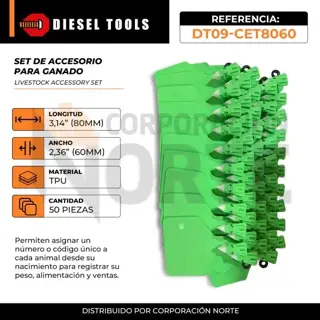 DIESEL TOOLS
REFERENCIA:
DT09-CET8060
SET DE ACCESORIO
PARA GANADO
LIVESTOCK ACCESSORY SET
LONGITUD
3,14” (80MM)
ANCHO
2,36” (60MM)
MATERIAL
TPU
CANTIDAD
50 PIEZAS
CORPORACIÓN
NORTE
Permiten asignar un
número o código único a
cada animal desde su
nacimiento para registrar su
peso, alimentación y ventas.
DISTRIBUIDO POR CORPORACIÓN NORTE